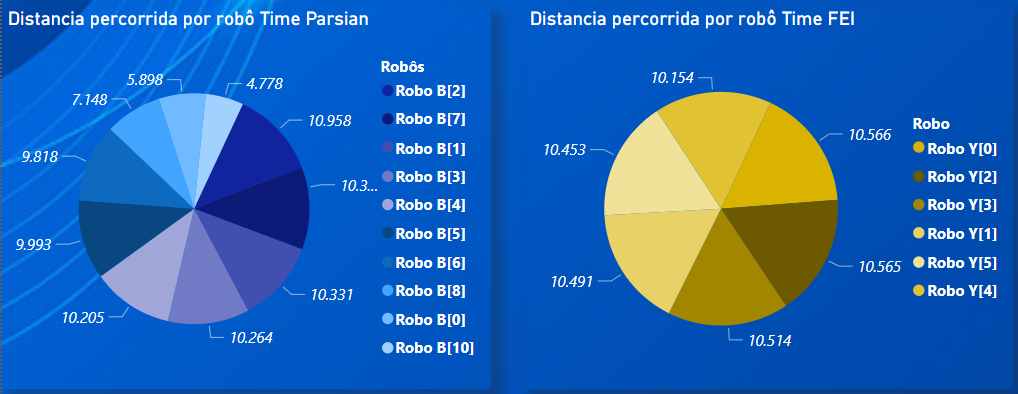 Distancia percorrida por robô Time Parsian
Robôs
Robo B[2]
Robo B[7]
Robo B[1]
Robo B[3]
Robo B[4]
Robo B[5]
Robo B[6]
Robo B[8]
Robo B[0]
Robo B[10]
10.958
10.3...
10.331
10.264
10.205
9.993
9.818
7.148
5.898
4.778
Distancia percorrida por robô Time FEI
Robo
Robo Y[0]
Robo Y[2]
Robo Y[3]
Robo Y[1]
Robo Y[5]
Robo Y[4]
10.566
10.565
10.514
10.491
10.453
10.154